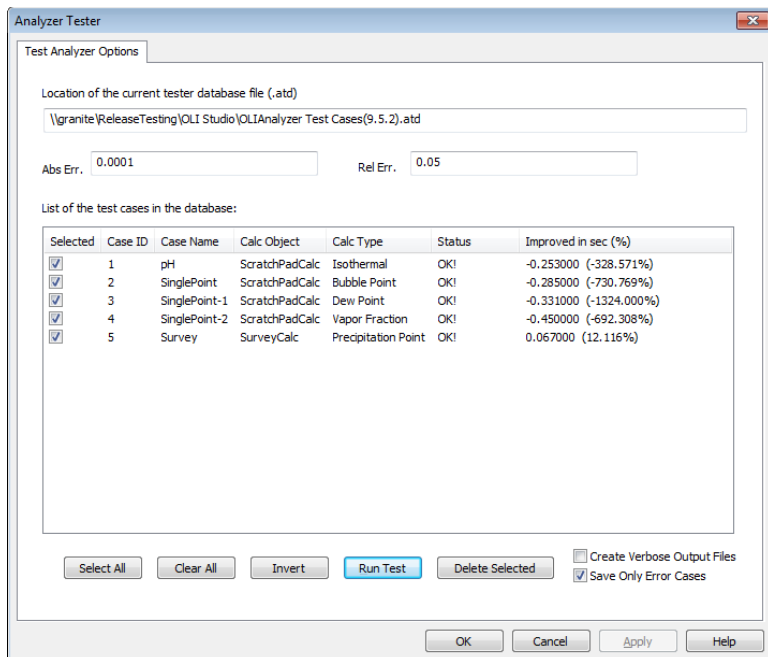 Analyzer Tester
Test Analyzer Options
Location of the current tester database file (.atd)
\\granite\ReleaseTesting\OLI Studio\OLIAnalyzer Test Cases(9.5.2).atd
Abs Err. 0.0001 Rel Err. 0.05
List of the test cases in the database:
Selected Case ID Case Name Calc Object Calc Type Status Improved in sec (%)
1 pH ScratchPadCalc Isothermal OK! -0.253000 (-328.571%)
2 SinglePoint ScratchPadCalc Bubble Point OK! -0.285000 (-730.769%)
3 SinglePoint-1 ScratchPadCalc Dew Point OK! -0.331000 (-1324.000%)
4 SinglePoint-2 ScratchPadCalc Vapor Fraction OK! -0.450000 (-692.308%)
5 Survey SurveyCalc Precipitation Point OK! 0.067000 (12.116%)
Select All Clear All Invert Run Test Delete Selected Create Verbose Output Files
Save Only Error Cases
OK Cancel Apply Help